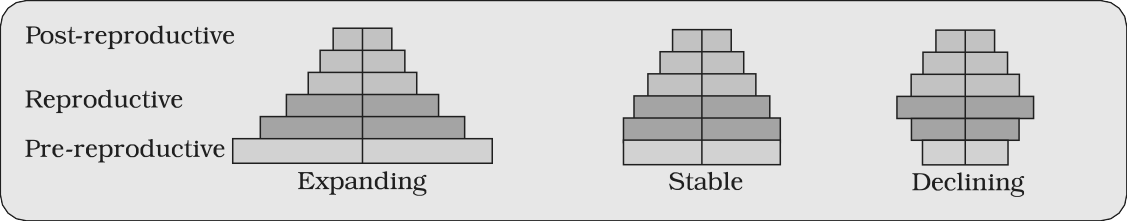 Post-reproductive
Reproductive
Pre-reproductive
Expanding
Stable
Declining